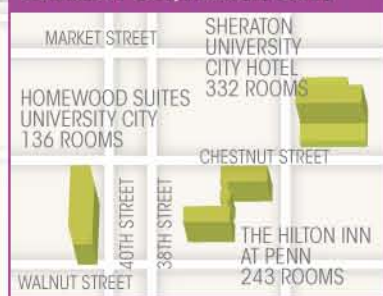 MARKET STREET
SHERATON
UNIVERSITY
CITY HOTEL
332 ROOMS
HOMEWOOD SUITES
UNIVERSITY CITY
136 ROOMS
CHESTNUT STREET
40TH STREET
38TH STREET
THE HILTON INN
AT PENN
243 ROOMS
WALNUT STREET